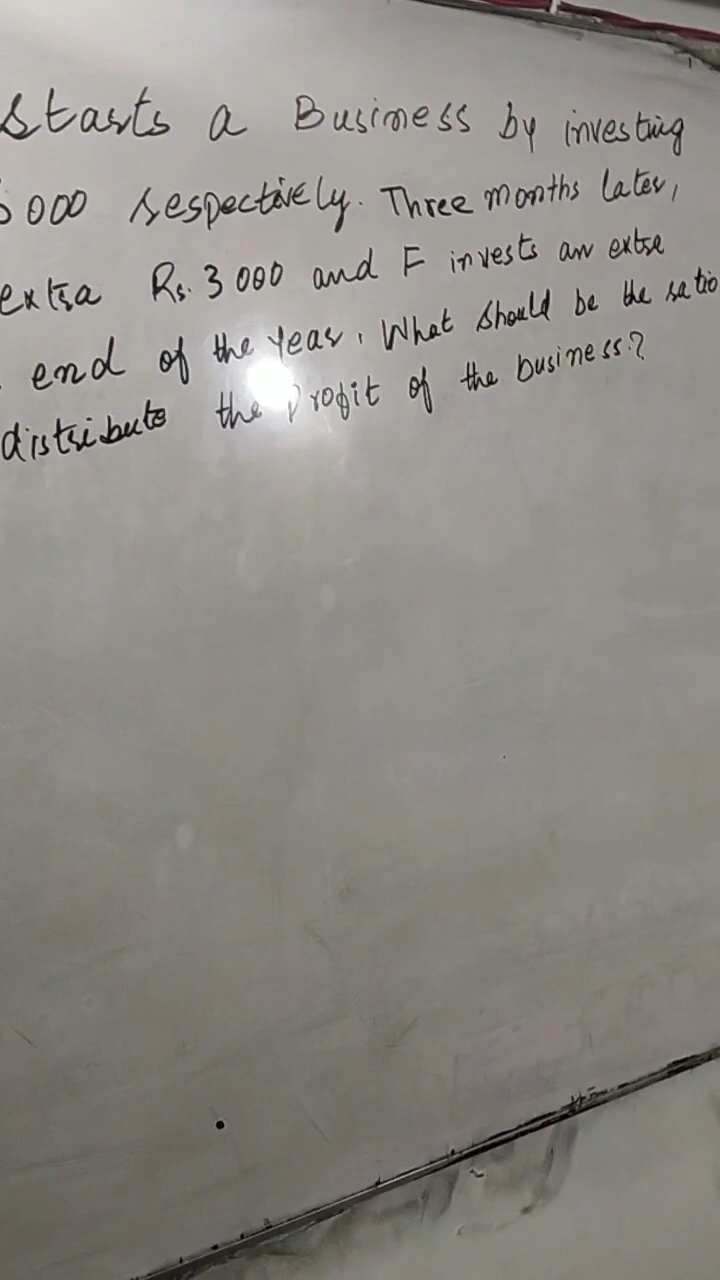 starts a Business by investing
000 respectively. Three months later,
extra Rs. 3000 and F invests an extra
end of the year. What should be the ratio
distribute the Profit of the business?